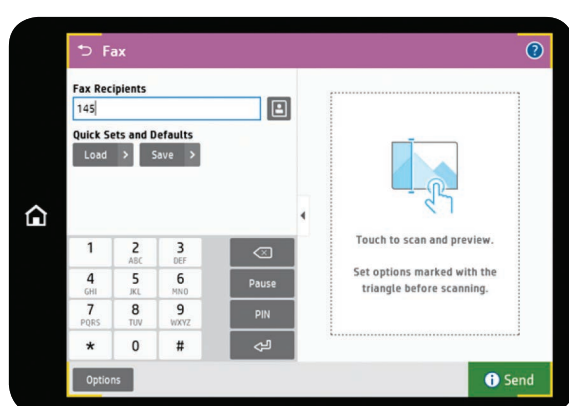 Fax
Fax Recipients
145
Quick Sets and Defaults
Load > Save >
Touch to scan and preview.
Set options marked with the
triangle before scanning.
1 2 3
ABC DEF
4 5 6 Pause
GHI JKL MNO
7 8 9 PIN
PQRS TUV WXYZ
* 0 #
Options
Send